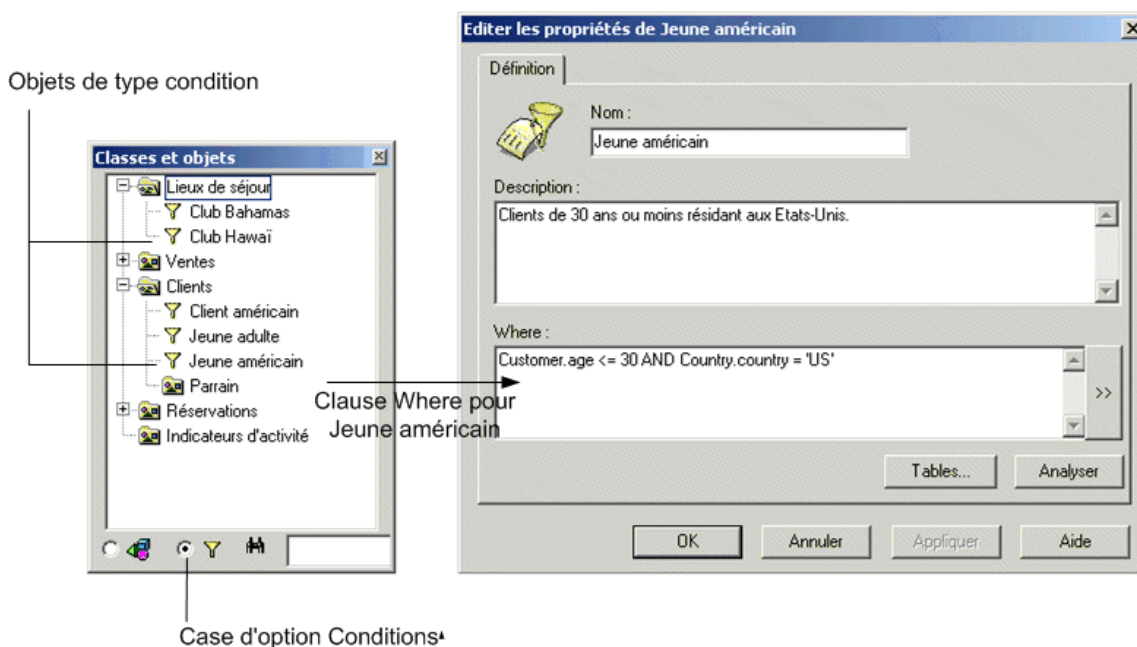 Objets de type condition
Classes et objets
Lieux de séjour
Club Bahamas
Club Hawaï
Ventes
Clients
Client américain
Jeune adulte
Jeune américain
Parrain
Réservations
Indicateurs d'activité
Case d'option Conditions
Clause Where pour
Jeune américain
Editer les propriétés de Jeune américain
Définition
Nom :
Jeune américain
Description :
Clients de 30 ans ou moins résidant aux Etats-Unis.
Where :
Customer.age <= 30 AND Country.country = 'US'
>>
Tables...
Analyser
OK
Annuler
Appliquer
Aide